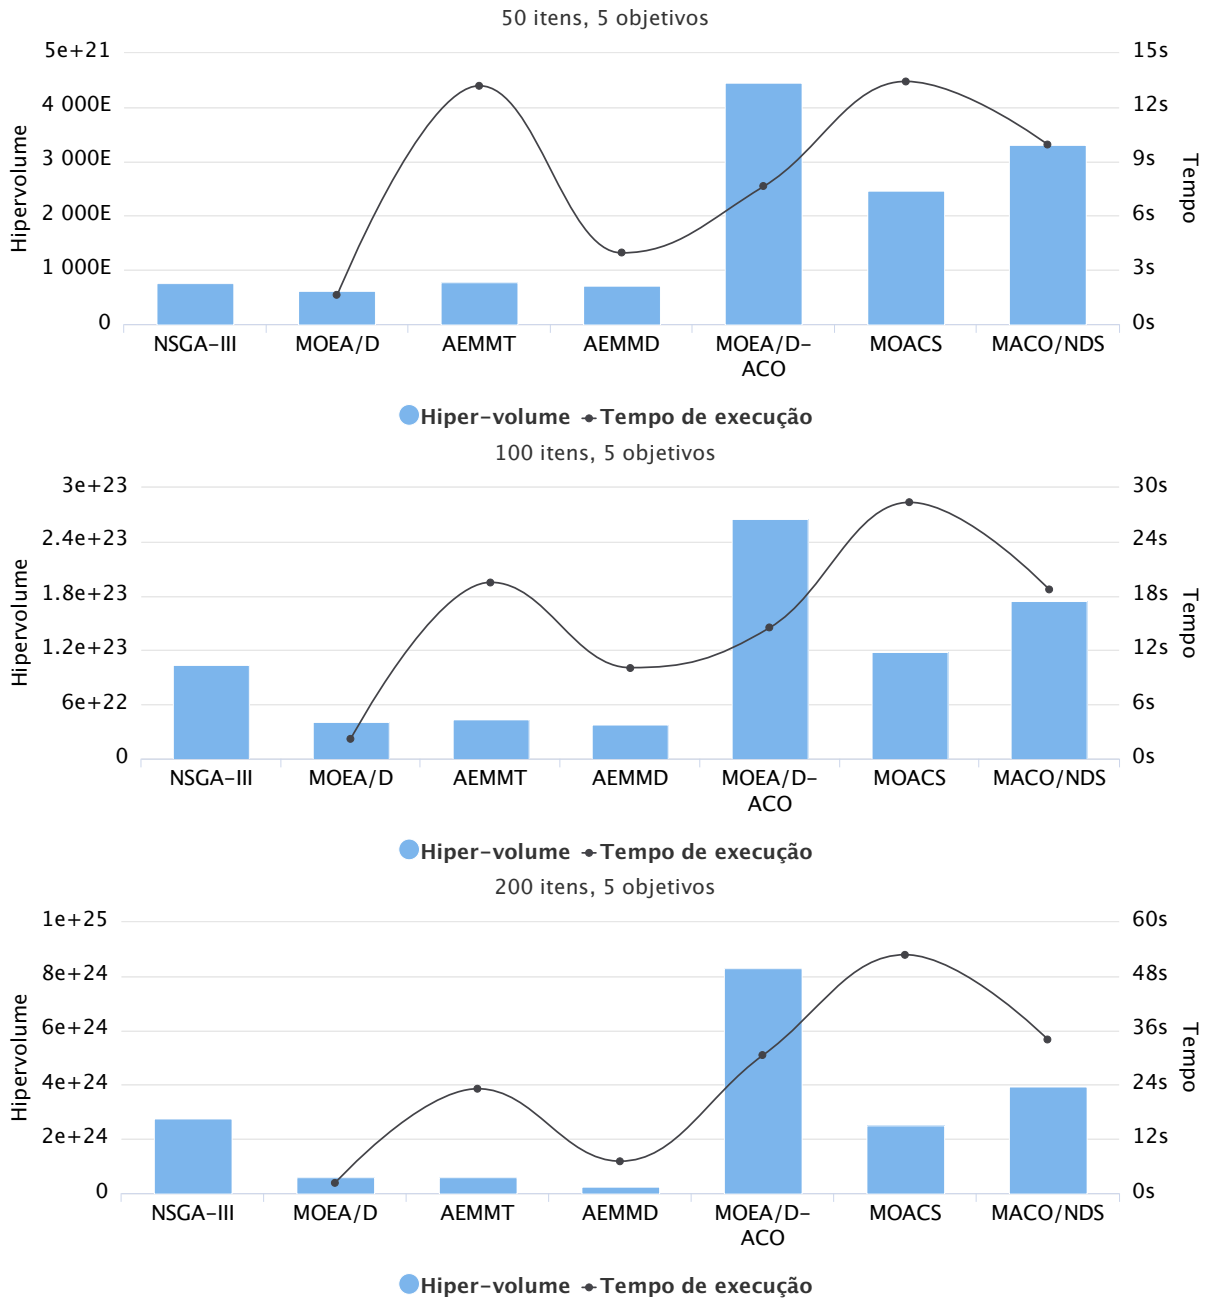 50 itens, 5 objetivos
5e+21
4 000E
3 000E
2 000E
1 000E
0
Hipervolume
15s
12s
9s
6s
3s
0s
Tempo
NSGA-III
MOEA/D
AEMMT
AEMMD
MOEA/D-
ACO
MOACS
MACO/NDS
Hiper-volume Tempo de execução
100 itens, 5 objetivos
3e+23
2.4e+23
1.8e+23
1.2e+23
6e+22
0
Hipervolume
30s
24s
18s
12s
6s
0s
Tempo
NSGA-III
MOEA/D
AEMMT
AEMMD
MOEA/D-
ACO
MOACS
MACO/NDS
Hiper-volume Tempo de execução
200 itens, 5 objetivos
1e+25
8e+24
6e+24
4e+24
2e+24
0
Hipervolume
60s
48s
36s
24s
12s
0s
Tempo
NSGA-III
MOEA/D
AEMMT
AEMMD
MOEA/D-
ACO
MOACS
MACO/NDS
Hiper-volume Tempo de execução